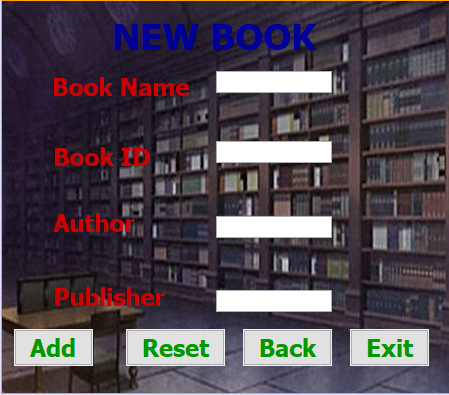 NEW BOOK
Book Name
Book ID
Author
Publisher
Add Reset Back Exit